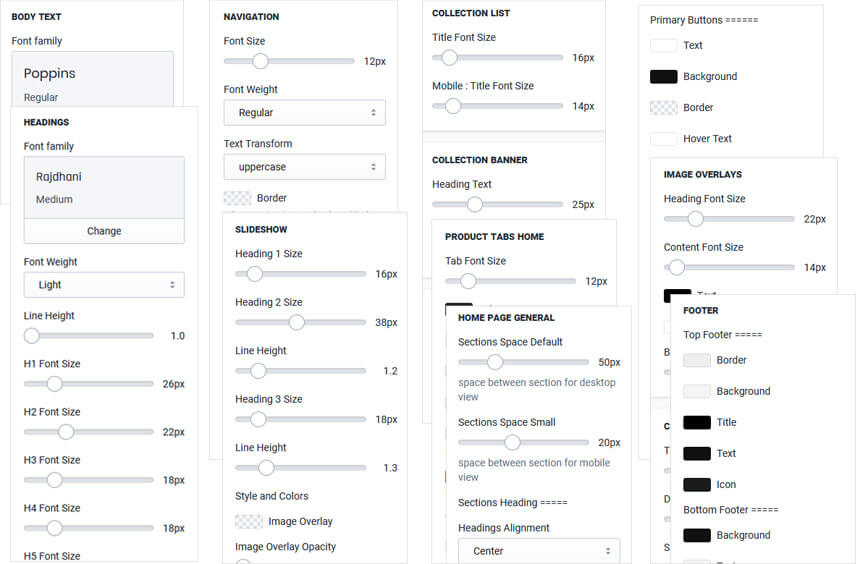 BODY TEXT
Font family
Poppins
Regular
HEADINGS
Font family
Rajdhani
Medium
Change
Font Weight
Light
Line Height
1.0
H1 Font Size
26px
H2 Font Size
22px
H3 Font Size
18px
H4 Font Size
18px
H5 Font Size
NAVIGATION
Font Size
12px
Font Weight
Regular
Text Transform
uppercase
Border
SLIDESHOW
Heading 1 Size
16px
Heading 2 Size
38px
Line Height
1.2
Heading 3 Size
18px
Line Height
1.3
Style and Colors
Image Overlay
Image Overlay Opacity
COLLECTION LIST
Title Font Size
16px
Mobile : Title Font Size
14px
COLLECTION BANNER
Heading Text
25px
PRODUCT TABS HOME
Tab Font Size
12px
HOME PAGE GENERAL
Sections Space Default
50px
space between section for desktop
view
Sections Space Small
20px
space between section for mobile
view
Sections Heading =====
Headings Alignment
Center
Primary Buttons ======
Text
Background
Border
Hover Text
IMAGE OVERLAYS
Heading Font Size
22px
Content Font Size
14px
Text
FOOTER
Top Footer =====
Border
Background
Title
Text
Icon
Bottom Footer =====
Background